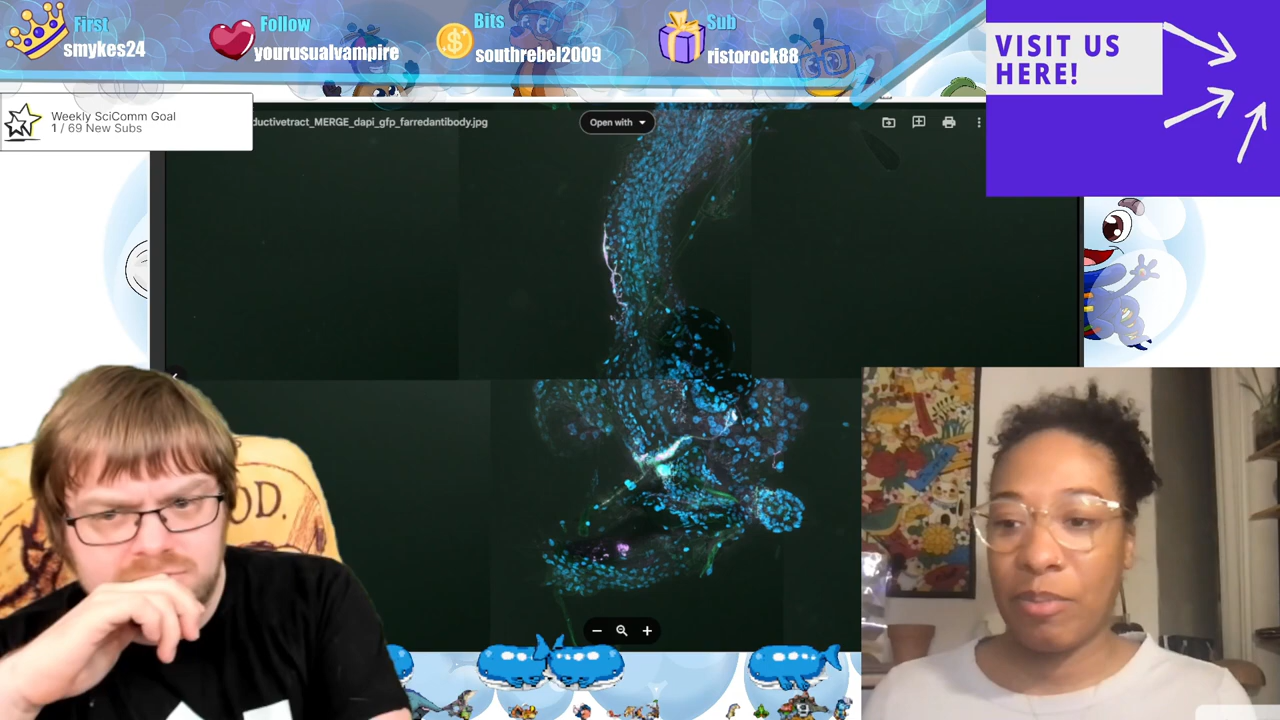 First
smykes24
Follow
yourusualvampire
Bits
southrebel2009
Sub
ristorock88
VISIT US
HERE!
Weekly SciComm Goal
1 / 69 New Subs
ductivetract_MERGE_dapi_gfp_farredantibody.jpg
Open with
OD.